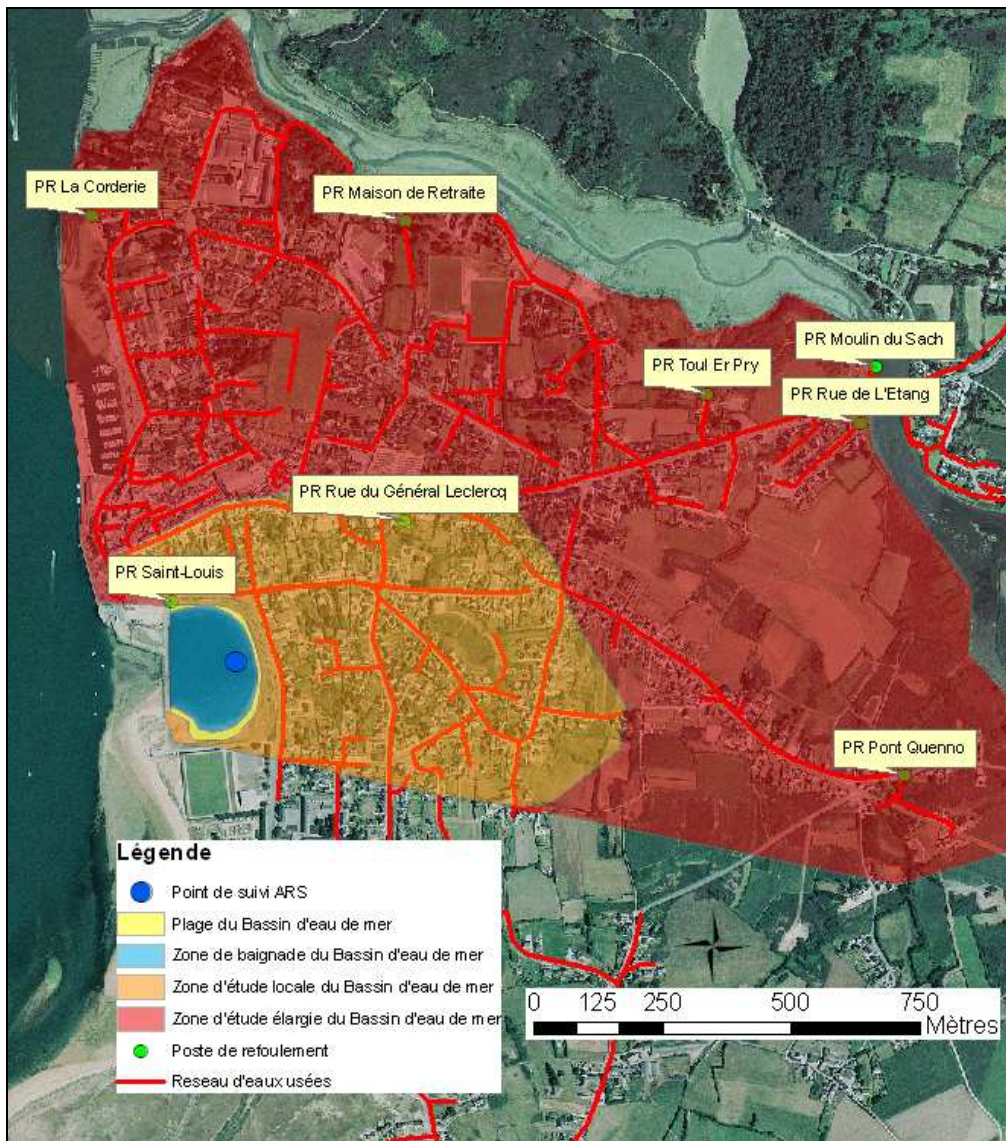 PR La Corderie
PR Maison de Retraite
PR Moulin du Sach
PR Toul Er Pry
PR Rue de L'Etang
PR Rue du Général Leclercq
PR Saint-Louis
PR Pont Quenno
Légende
Point de suivi ARS
Plage du Bassin d'eau de mer
Zone de baignade du Bassin d'eau de mer
Zone d'étude locale du Bassin d'eau de mer
Zone d'étude élargie du Bassin d'eau de mer
Poste de refoulement
Reseau d'eaux usées
0 125 250 500 750
Mètres